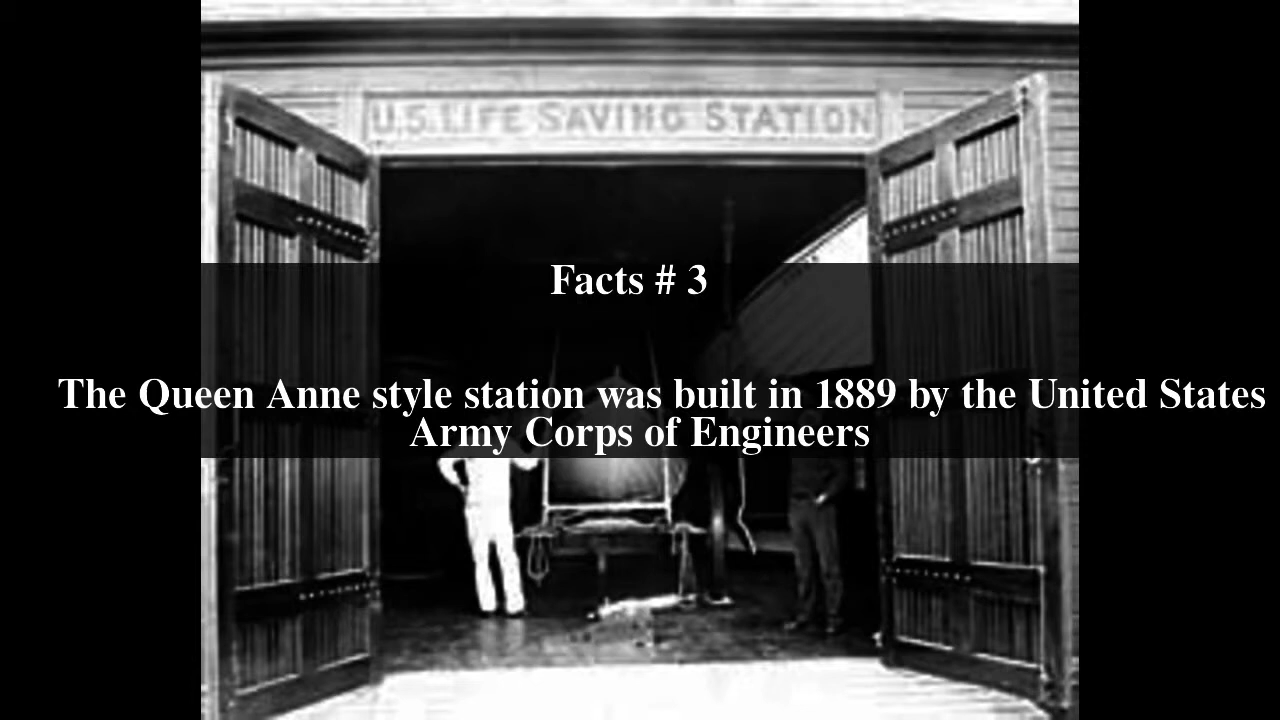 U.S. LIFE SAVING STATION
Facts # 3
The Queen Anne style station was built in 1889 by the United States
Army Corps of Engineers